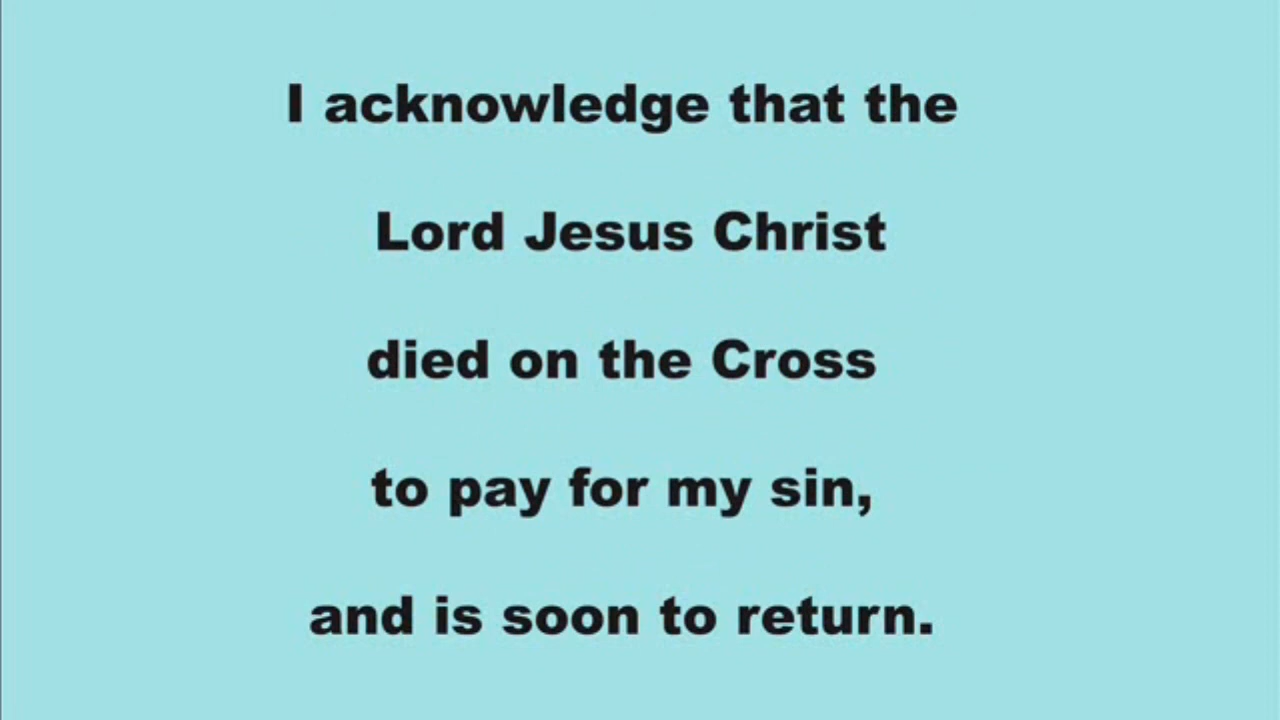 I acknowledge that the
Lord Jesus Christ
died on the Cross
to pay for my sin,
and is soon to return.